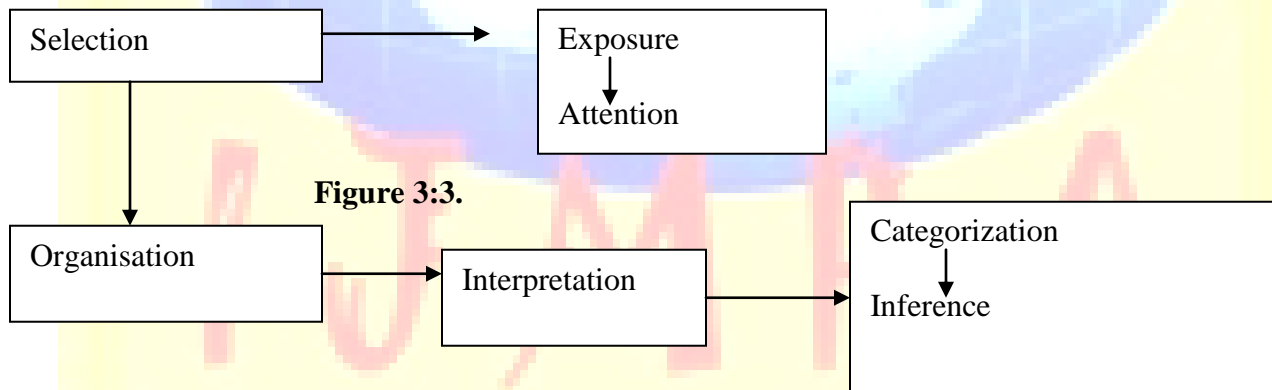 Selection
Exposure
Attention
Figure 3:3.
Organisation
Interpretation
Categorization
Inference